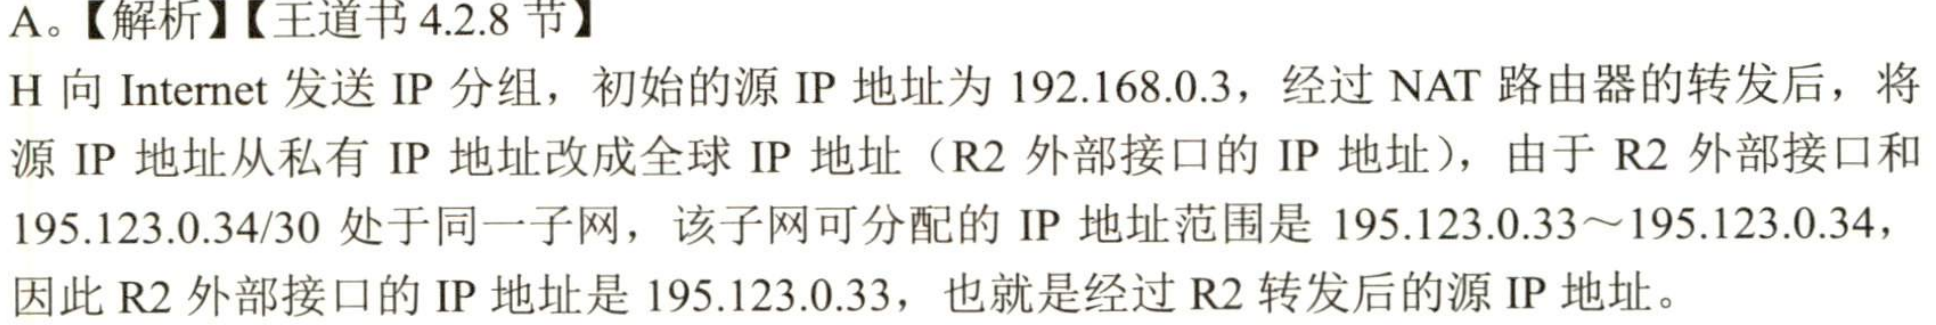 A。【解析】【王道书 4.2.8 节】
H 向 Internet 发送 IP 分组，初始的源 IP 地址为 192.168.0.3，经过 NAT 路由器的转发后，将
源 IP 地址从私有 IP 地址改成全球 IP 地址（R2 外部接口的 IP 地址），由于 R2 外部接口和
195.123.0.34/30 处于同一子网，该子网可分配的 IP 地址范围是 195.123.0.33～195.123.0.34，
因此 R2 外部接口的 IP 地址是 195.123.0.33，也就是经过 R2 转发后的源 IP 地址。